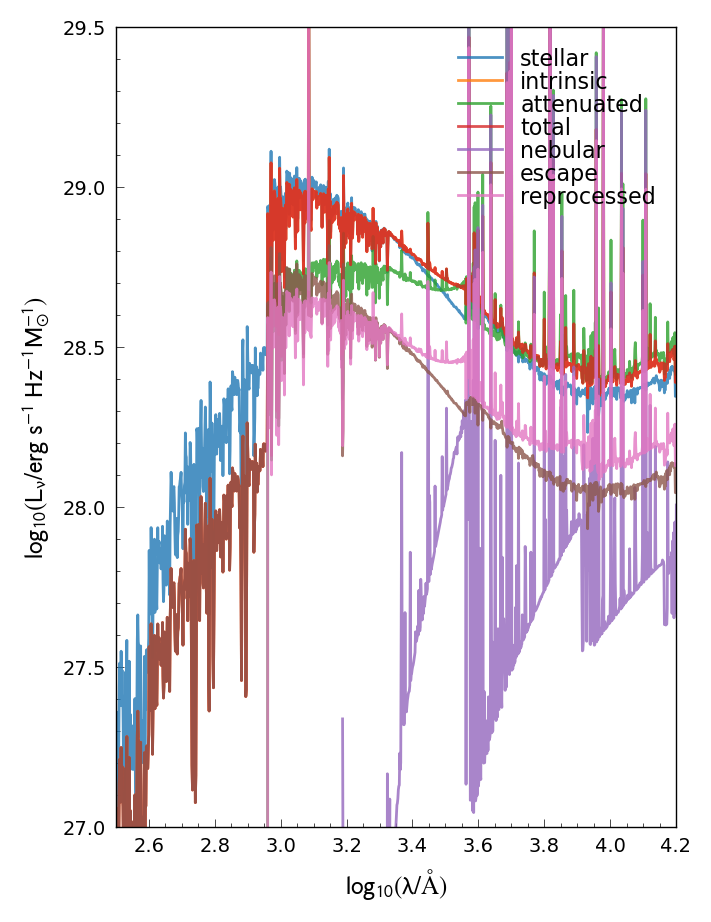 29.5
29.0
28.5
28.0
27.5
27.0
stellar
intrinsic
attenuated
total
nebular
escape
reprocessed
log₁₀(Lν/erg s⁻¹ Hz⁻¹M⊙⁻¹)
2.6 2.8 3.0 3.2 3.4 3.6 3.8 4.0 4.2
log₁₀(λ/Å)